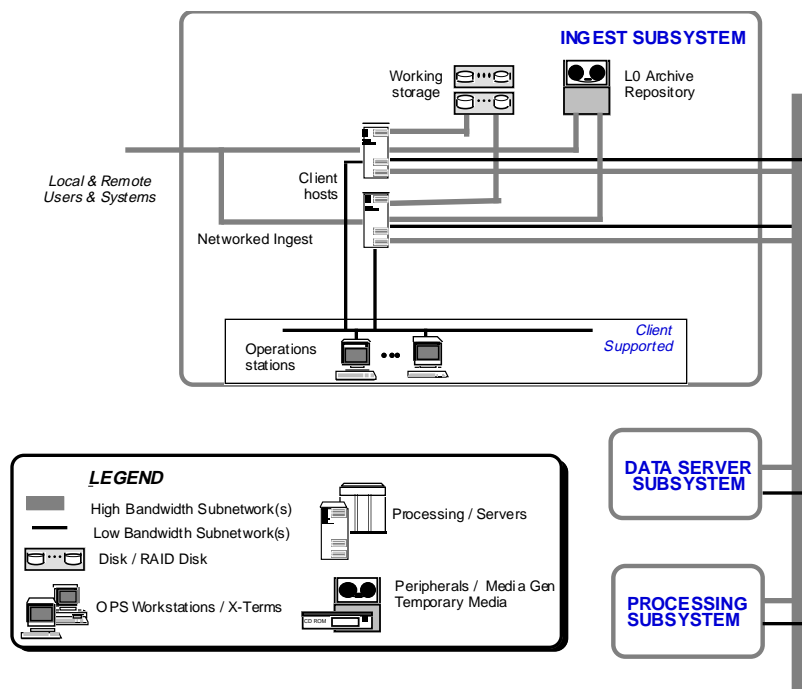 INGEST SUBSYSTEM
Working
storage
L0 Archive
Repository
Local & Remote
Users & Systems
Client
hosts
Networked Ingest
Client
Supported
Operations
stations
DATA SERVER
SUBSYSTEM
PROCESSING
SUBSYSTEM
LEGEND
High Bandwidth Subnetwork(s)
Low Bandwidth Subnetwork(s)
Disk / RAID Disk
OPS Workstations / X-Terms
Processing / Servers
Peripherals / Media Gen
Temporary Media
CD ROM